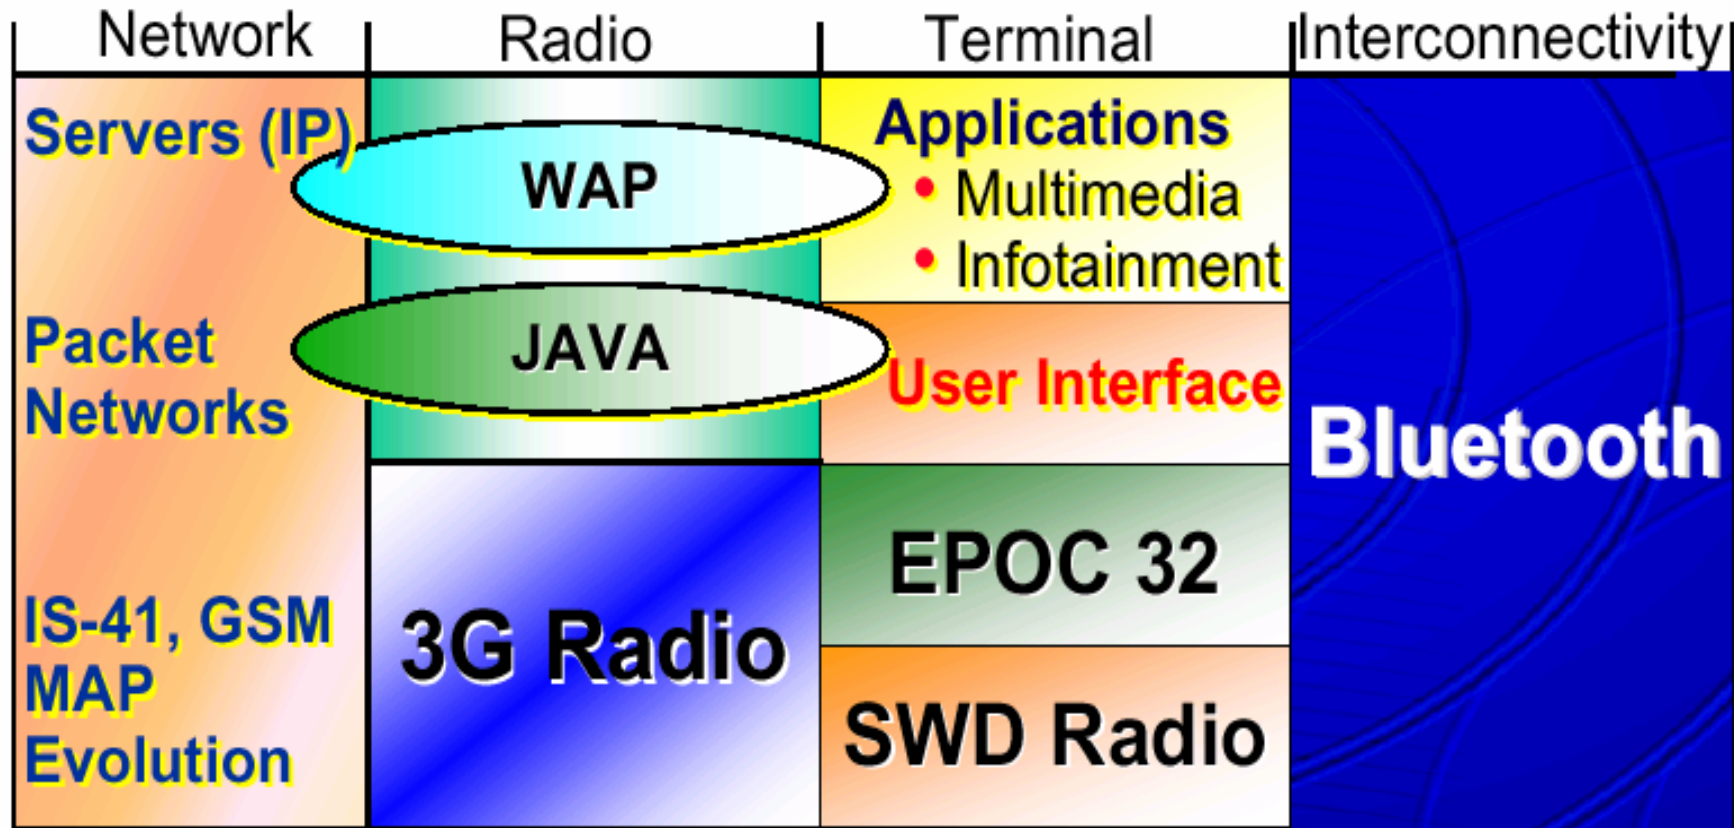 Network
Radio
Terminal
Interconnectivity
Servers (IP)
Packet
Networks
IS-41, GSM
MAP
Evolution
WAP
JAVA
3G Radio
Applications
• Multimedia
• Infotainment
User Interface
EPOC 32
SWD Radio
Bluetooth